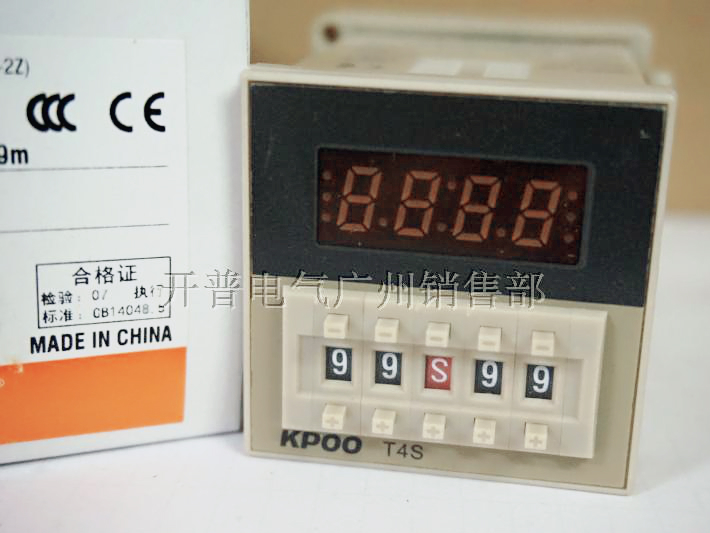 -2Z)
CCC CE
9m
合格证
检验: 07 执行
标准: GB14048.5
MADE IN CHINA
开普电气广州销售部
8888
- - - - -
9 9 S 9 9
+ + + + +
KPOO T4S